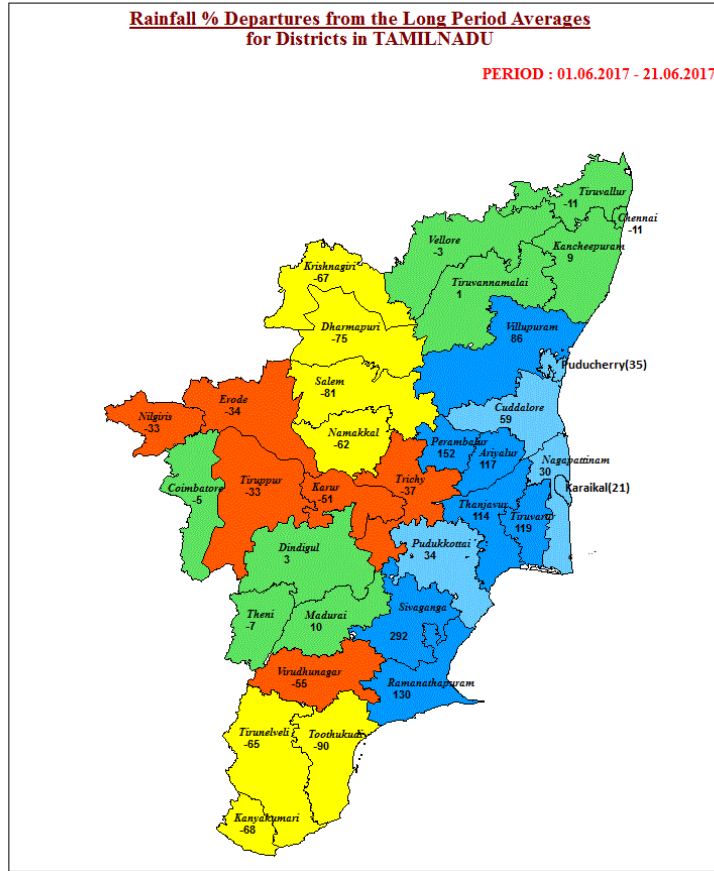 Rainfall % Departures from the Long Period Averages
for Districts in TAMILNADU
PERIOD : 01.06.2017 - 21.06.2017
Tiruvallur
-11
Chennai
-11
Vellore
-3
Kancheepuram
9
Krishnagiri
-67
Tiruvannamalai
1
Dharmapuri
-75
Villupuram
86
Puducherry(35)
Salem
-81
Erode
-34
Cuddalore
59
Nilgiris
-33
Namakkal
-62
Perambalur
152
Ariyalur
117
Nagapattinam
30
Trichy
-37
Coimbatore
-5
Tiruppur
-33
Karur
-51
Karaikal(21)
Thanjavur
114
Tiruvarur
119
Pudukkottai
34
Dindigul
3
Theni
-7
Madurai
10
Sivaganga
292
Virudhunagar
-55
Ramanathapuram
130
Tirunelveli
-65
Toothukudi
-90
Kanyakumari
-68